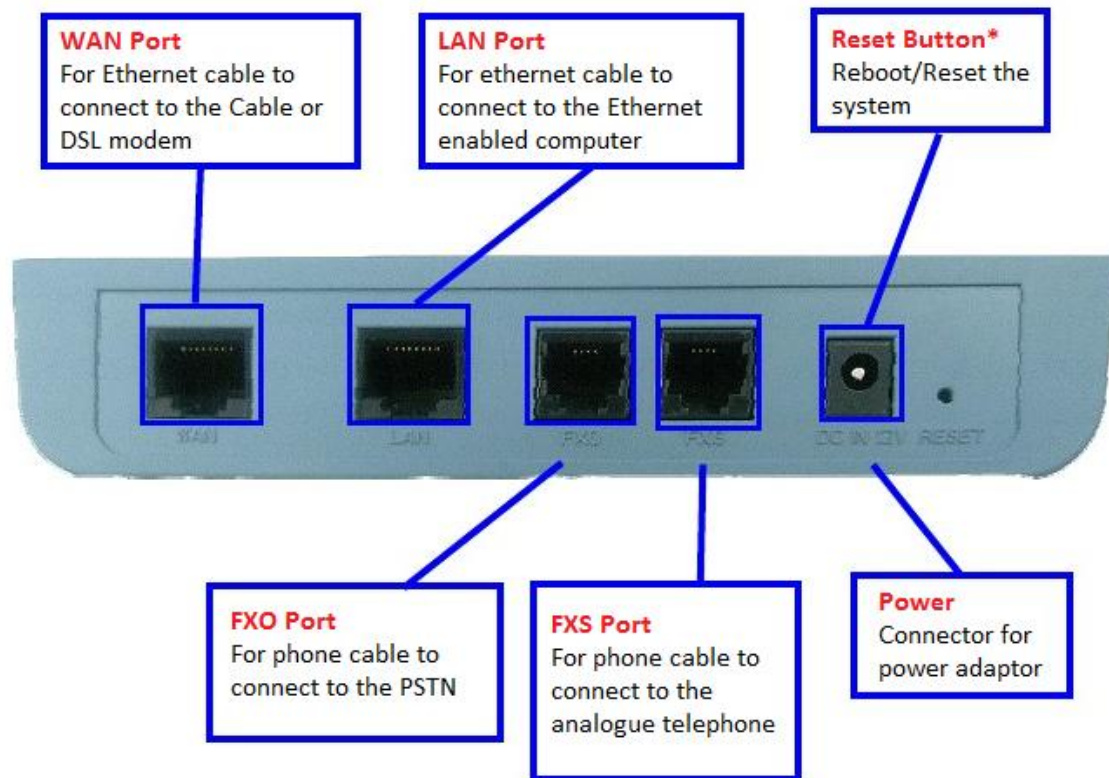 WAN Port
For Ethernet cable to
connect to the Cable or
DSL modem
LAN Port
For ethernet cable to
connect to the Ethernet
enabled computer
Reset Button*
Reboot/Reset the
system
WAN
LAN
FXO
FXS
DC IN 12V
RESET
FXO Port
For phone cable to
connect to the PSTN
FXS Port
For phone cable to
connect to the
analogue telephone
Power
Connector for
power adaptor